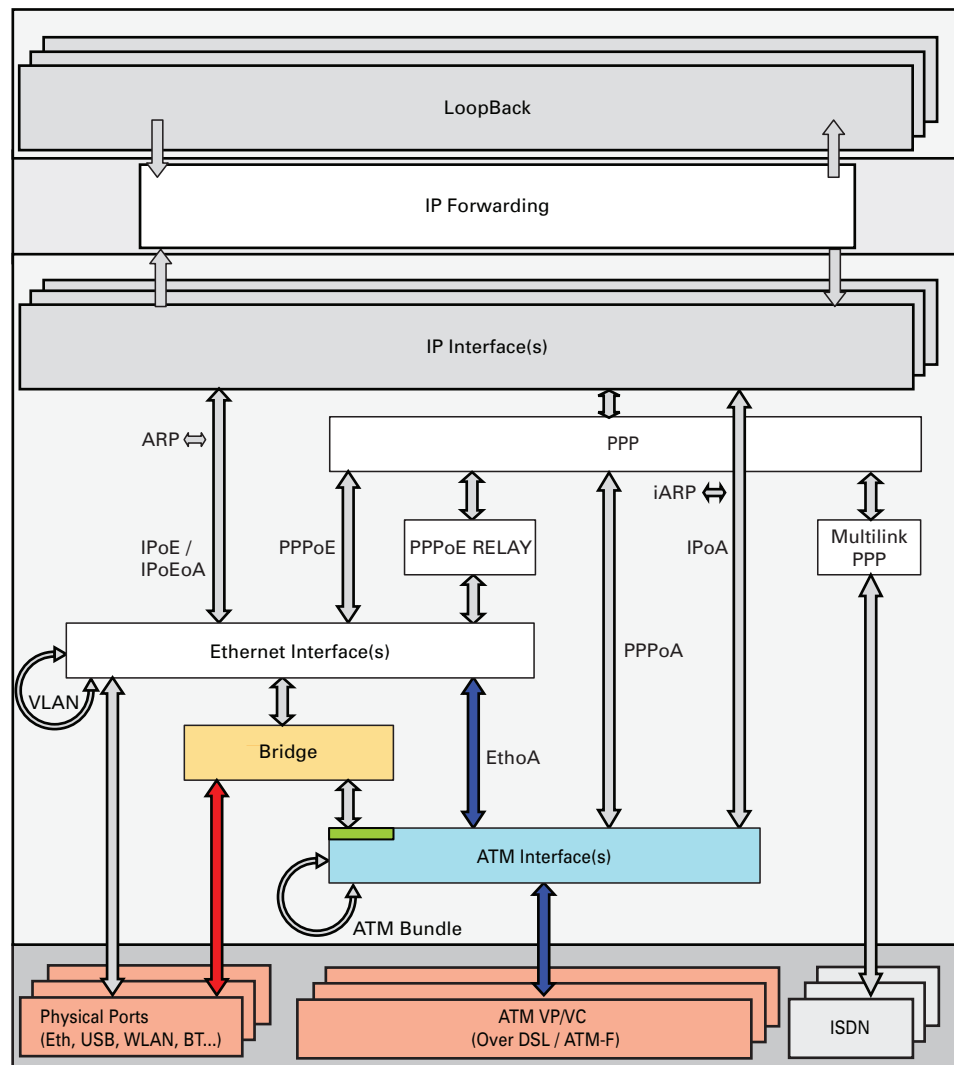 LoopBack
IP Forwarding
IP Interface(s)
ARP
PPP
iARP
IPoE /
IPoEoA
PPPoE
PPPoE RELAY
IPoA
Multilink
PPP
Ethernet Interface(s)
PPPoA
VLAN
Bridge
EthoA
ATM Interface(s)
ATM Bundle
Physical Ports
(Eth, USB, WLAN, BT...)
ATM VP/VC
(Over DSL / ATM-F)
ISDN